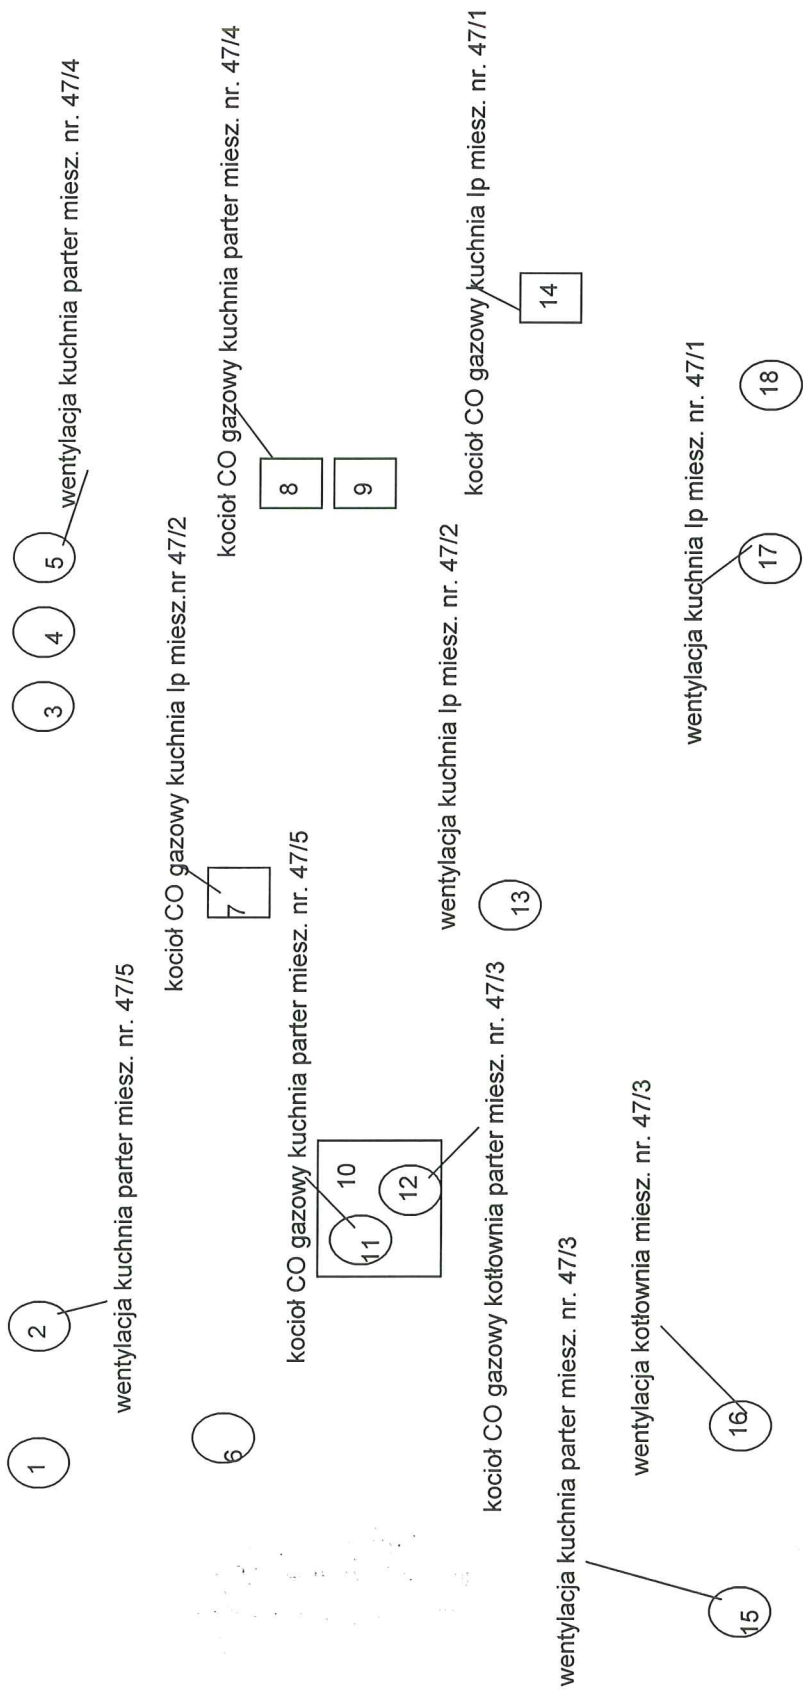 1
2
3
4
5
wentylacja kuchnia parter miesz. nr. 47/5
wentylacja kuchnia parter miesz. nr. 47/4
6
kocioł CO gazowy kuchnia Ip miesz.nr 47/2
7
kocioł CO gazowy kuchnia parter miesz. nr. 47/4
8
9
kocioł CO gazowy kuchnia parter miesz. nr. 47/5
10
11
12
wentylacja kuchnia Ip miesz. nr. 47/2
13
kocioł CO gazowy kuchnia Ip miesz. nr. 47/1
14
kocioł CO gazowy kotłownia parter miesz. nr. 47/3
wentylacja kuchnia parter miesz. nr. 47/3
wentylacja kotłownia miesz. nr. 47/3
wentylacja kuchnia Ip miesz. nr. 47/1
15
16
17
18